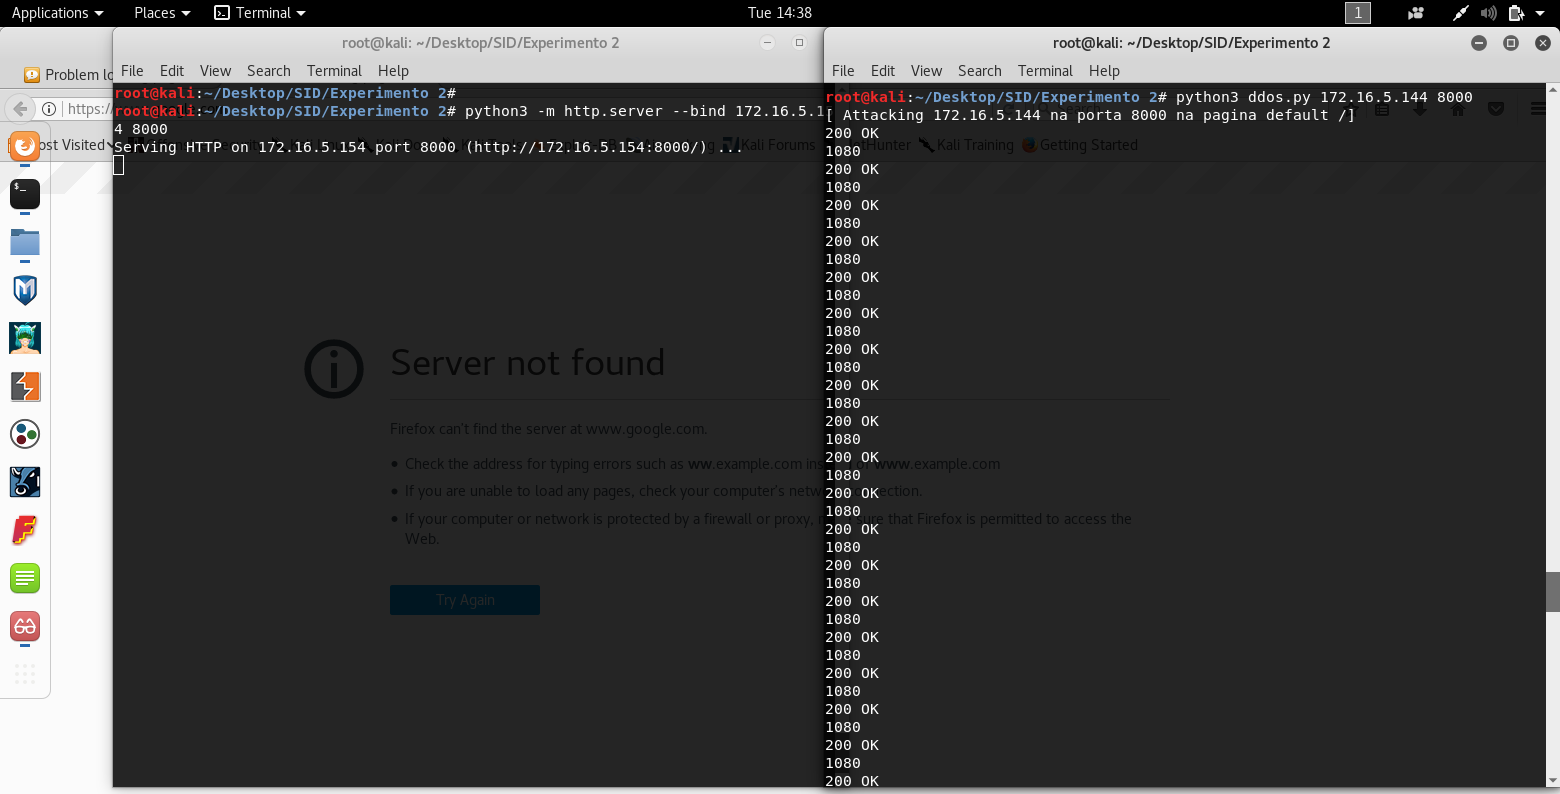 Applications Places Terminal Tue 14:38 1
root@kali: ~/Desktop/SID/Experimento 2
File Edit View Search Terminal Help
root@kali:~/Desktop/SID/Experimento 2#
root@kali:~/Desktop/SID/Experimento 2# python3 -m http.server --bind 172.16.5.1
4 8000
Serving HTTP on 172.16.5.154 port 8000 (http://172.16.5.154:8000/) ...
Problem lo
https:/
ost Visited
Kali Forums
Hunter
Kali Training
Getting Started
Server not found
Firefox can't find the server at www.google.com.
• Check the address for typing errors such as ww.example.com ins of www.example.com
• If you are unable to load any pages, check your computer's netw ection.
• If your computer or network is protected by a firewall or proxy, sure that Firefox is permitted to access the
Web.
Try Again
root@kali: ~/Desktop/SID/Experimento 2
File Edit View Search Terminal Help
root@kali:~/Desktop/SID/Experimento 2# python3 ddos.py 172.16.5.144 8000
[ Attacking 172.16.5.144 na porta 8000 na pagina default /]
200 OK
1080
200 OK
1080
200 OK
1080
200 OK
1080
200 OK
1080
200 OK
1080
200 OK
1080
200 OK
1080
200 OK
1080
200 OK
1080
200 OK
1080
200 OK
1080
200 OK
1080
200 OK
1080
200 OK
1080
200 OK
1080
200 OK
1080
200 OK
1080
200 OK